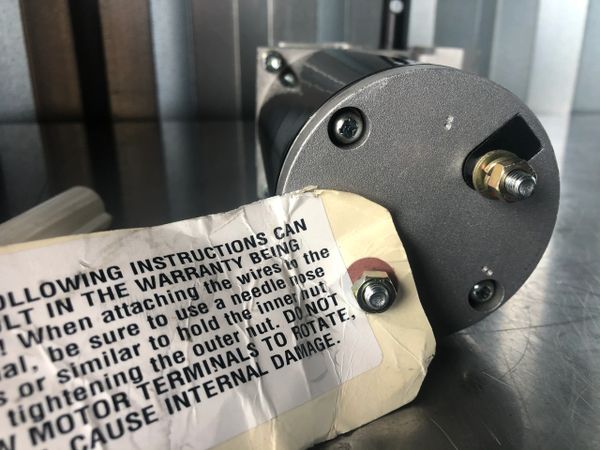 OLLOWING INSTRUCTIONS CAN
ULT IN THE WARRANTY BEING
! When attaching the wires to the
al, be sure to use a needle nose
s or similar to hold the inner nut
tightening the outer nut. DO NOT
W MOTOR TERMINALS TO ROTATE,
CAUSE INTERNAL DAMAGE.